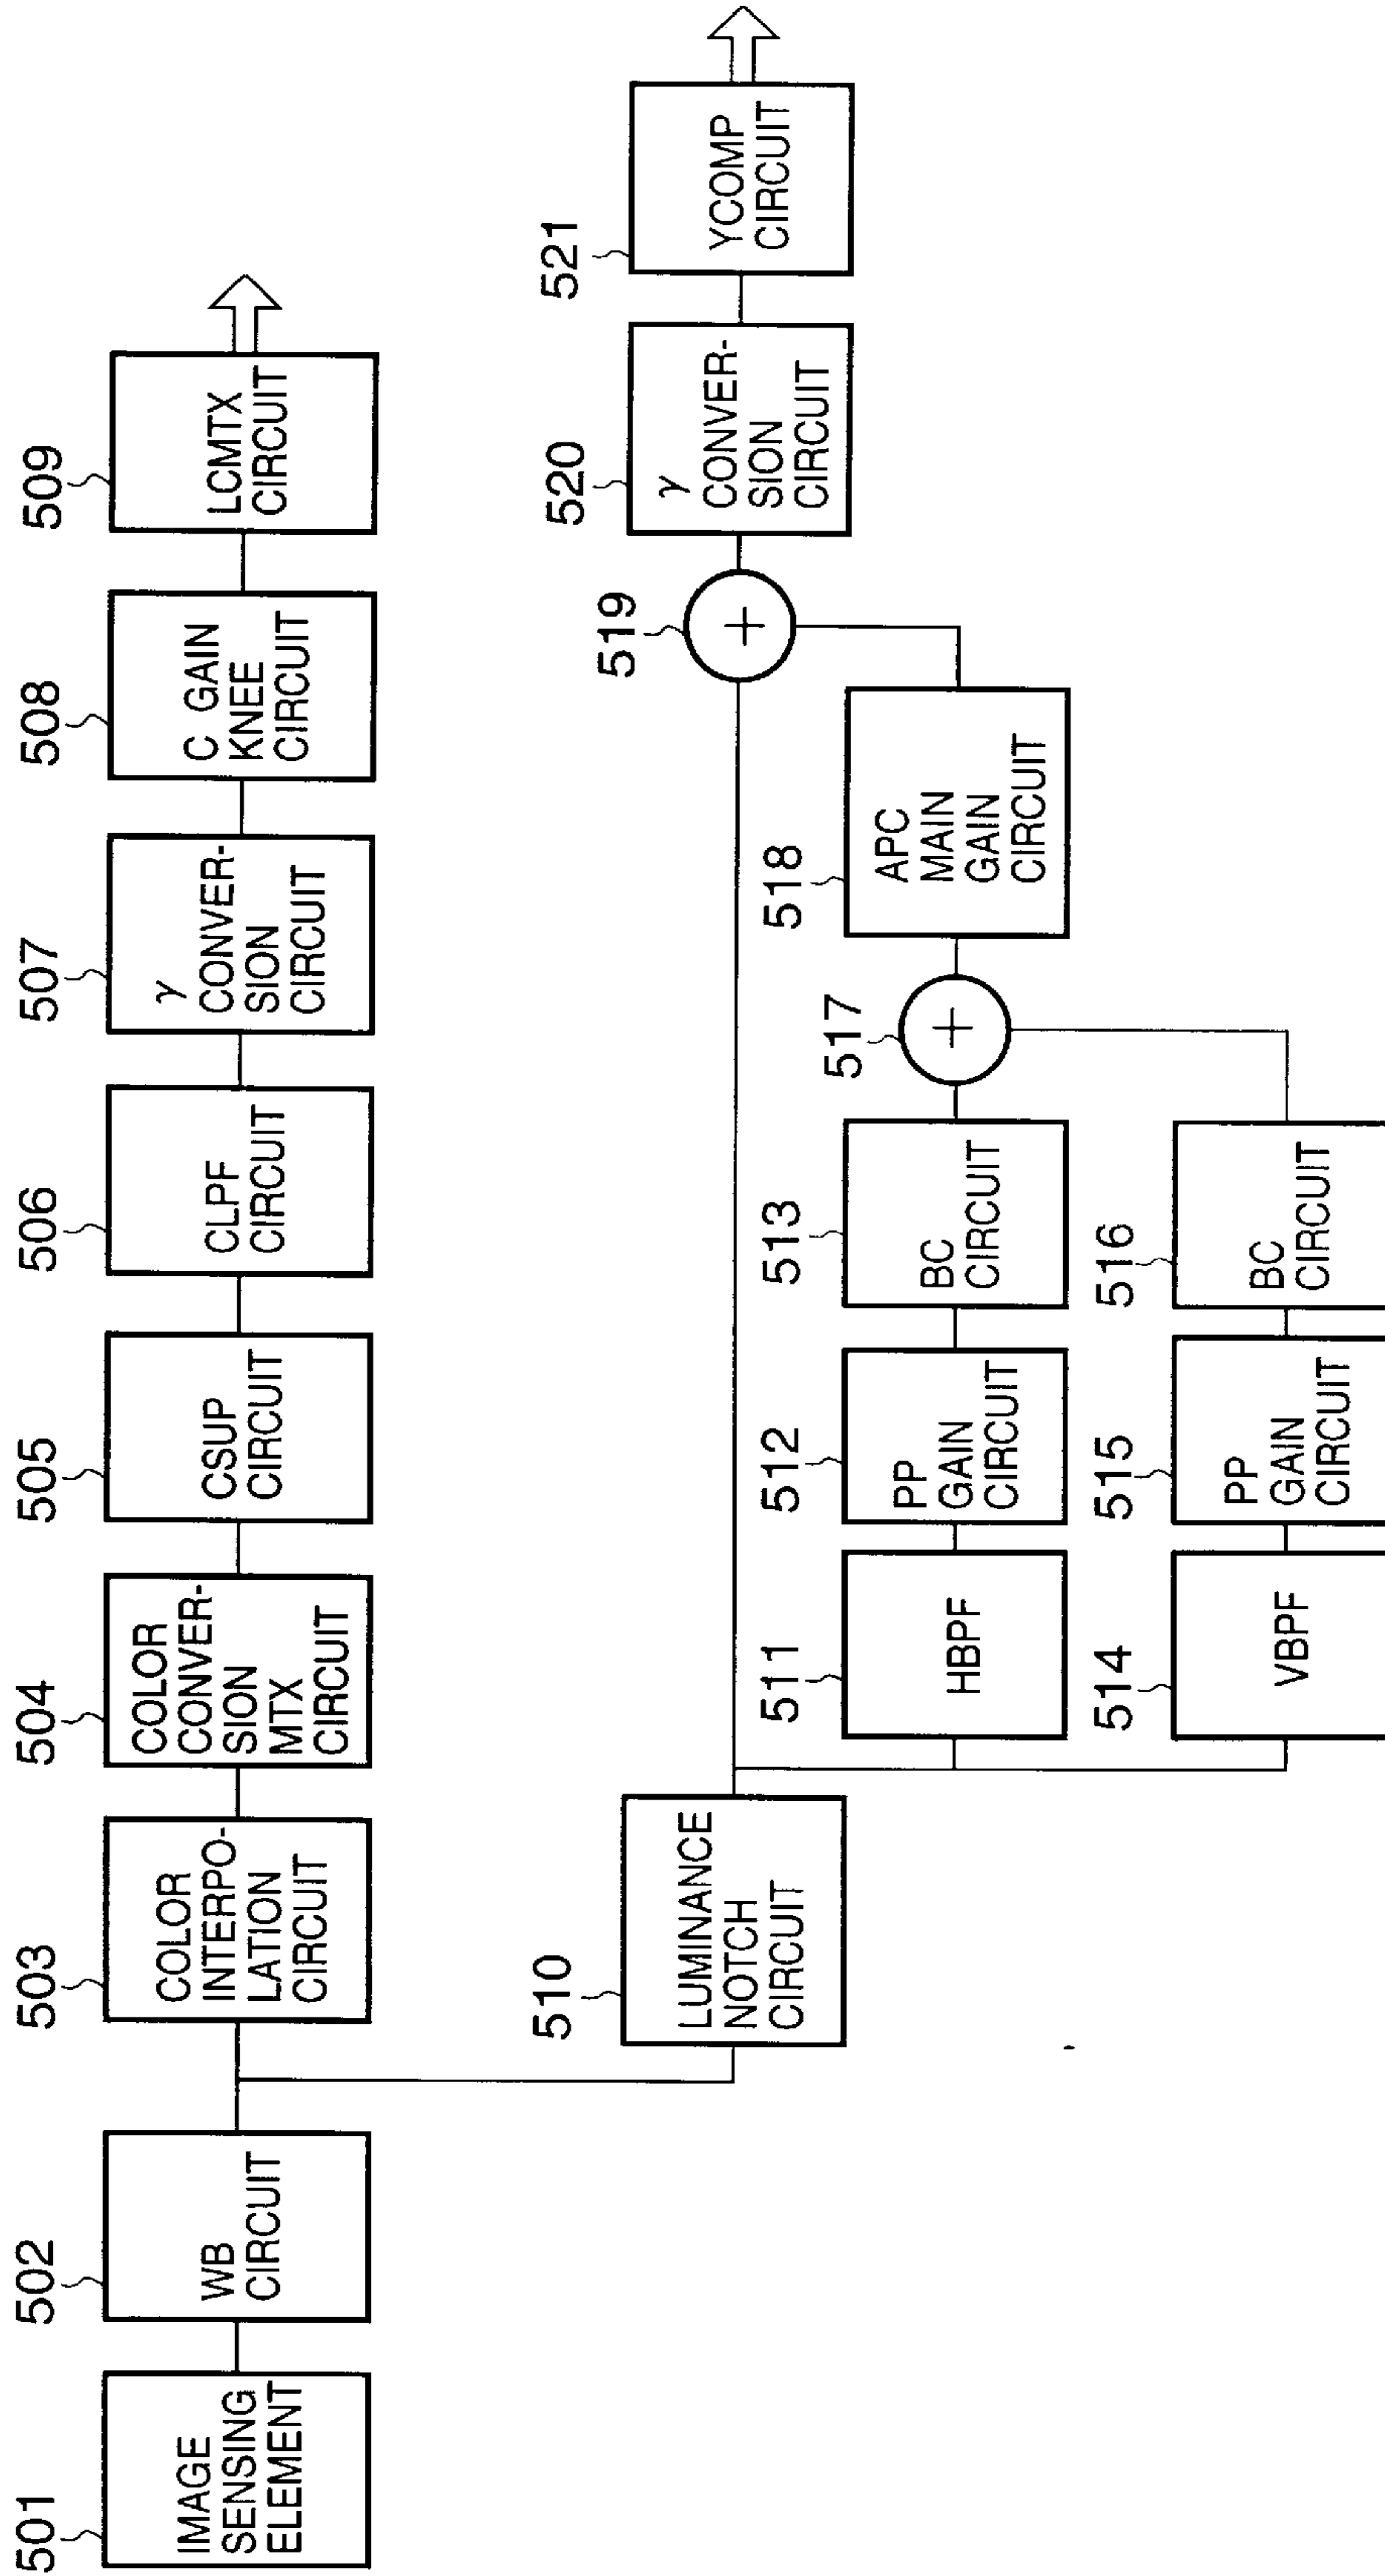 501
IMAGE
SENSING
ELEMENT
502
WB
CIRCUIT
503
COLOR
INTERPO-
LATION
CIRCUIT
504
COLOR
CONVER-
SION
MTX
CIRCUIT
505
CSUP
CIRCUIT
506
CLPF
CIRCUIT
507
γ
CONVER-
SION
CIRCUIT
508
C GAIN
KNEE
CIRCUIT
509
LCMTX
CIRCUIT
510
LUMINANCE
NOTCH
CIRCUIT
511
HBPF
512
PP
GAIN
CIRCUIT
513
BC
CIRCUIT
514
VBPF
515
PP
GAIN
CIRCUIT
516
BC
CIRCUIT
517
+
518
APC
MAIN
GAIN
CIRCUIT
519
+
520
γ
CONVER-
SION
CIRCUIT
521
YCOMP
CIRCUIT